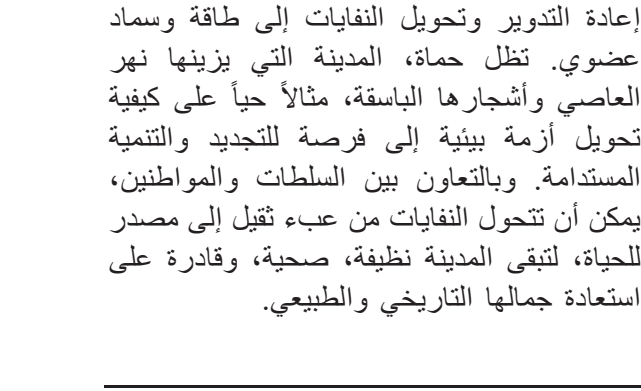 إعادة التدوير وتحويل النفايات إلى طاقة وسماد
عضوي. تظل حماة، المدينة التي يزينها نهر
العاصي وأشجارها الباسقة، مثالاً حياً على كيفية
تحويل أزمة بيئية إلى فرصة للتجديد والتنمية
المستدامة. وبالتعاون بين السلطات والمواطنين،
يمكن أن تتحول النفايات من عبء ثقيل إلى مصدر
للحياة، لتبقى المدينة نظيفة، صحية، وقادرة على
استعادة جمالها التاريخي والطبيعي.